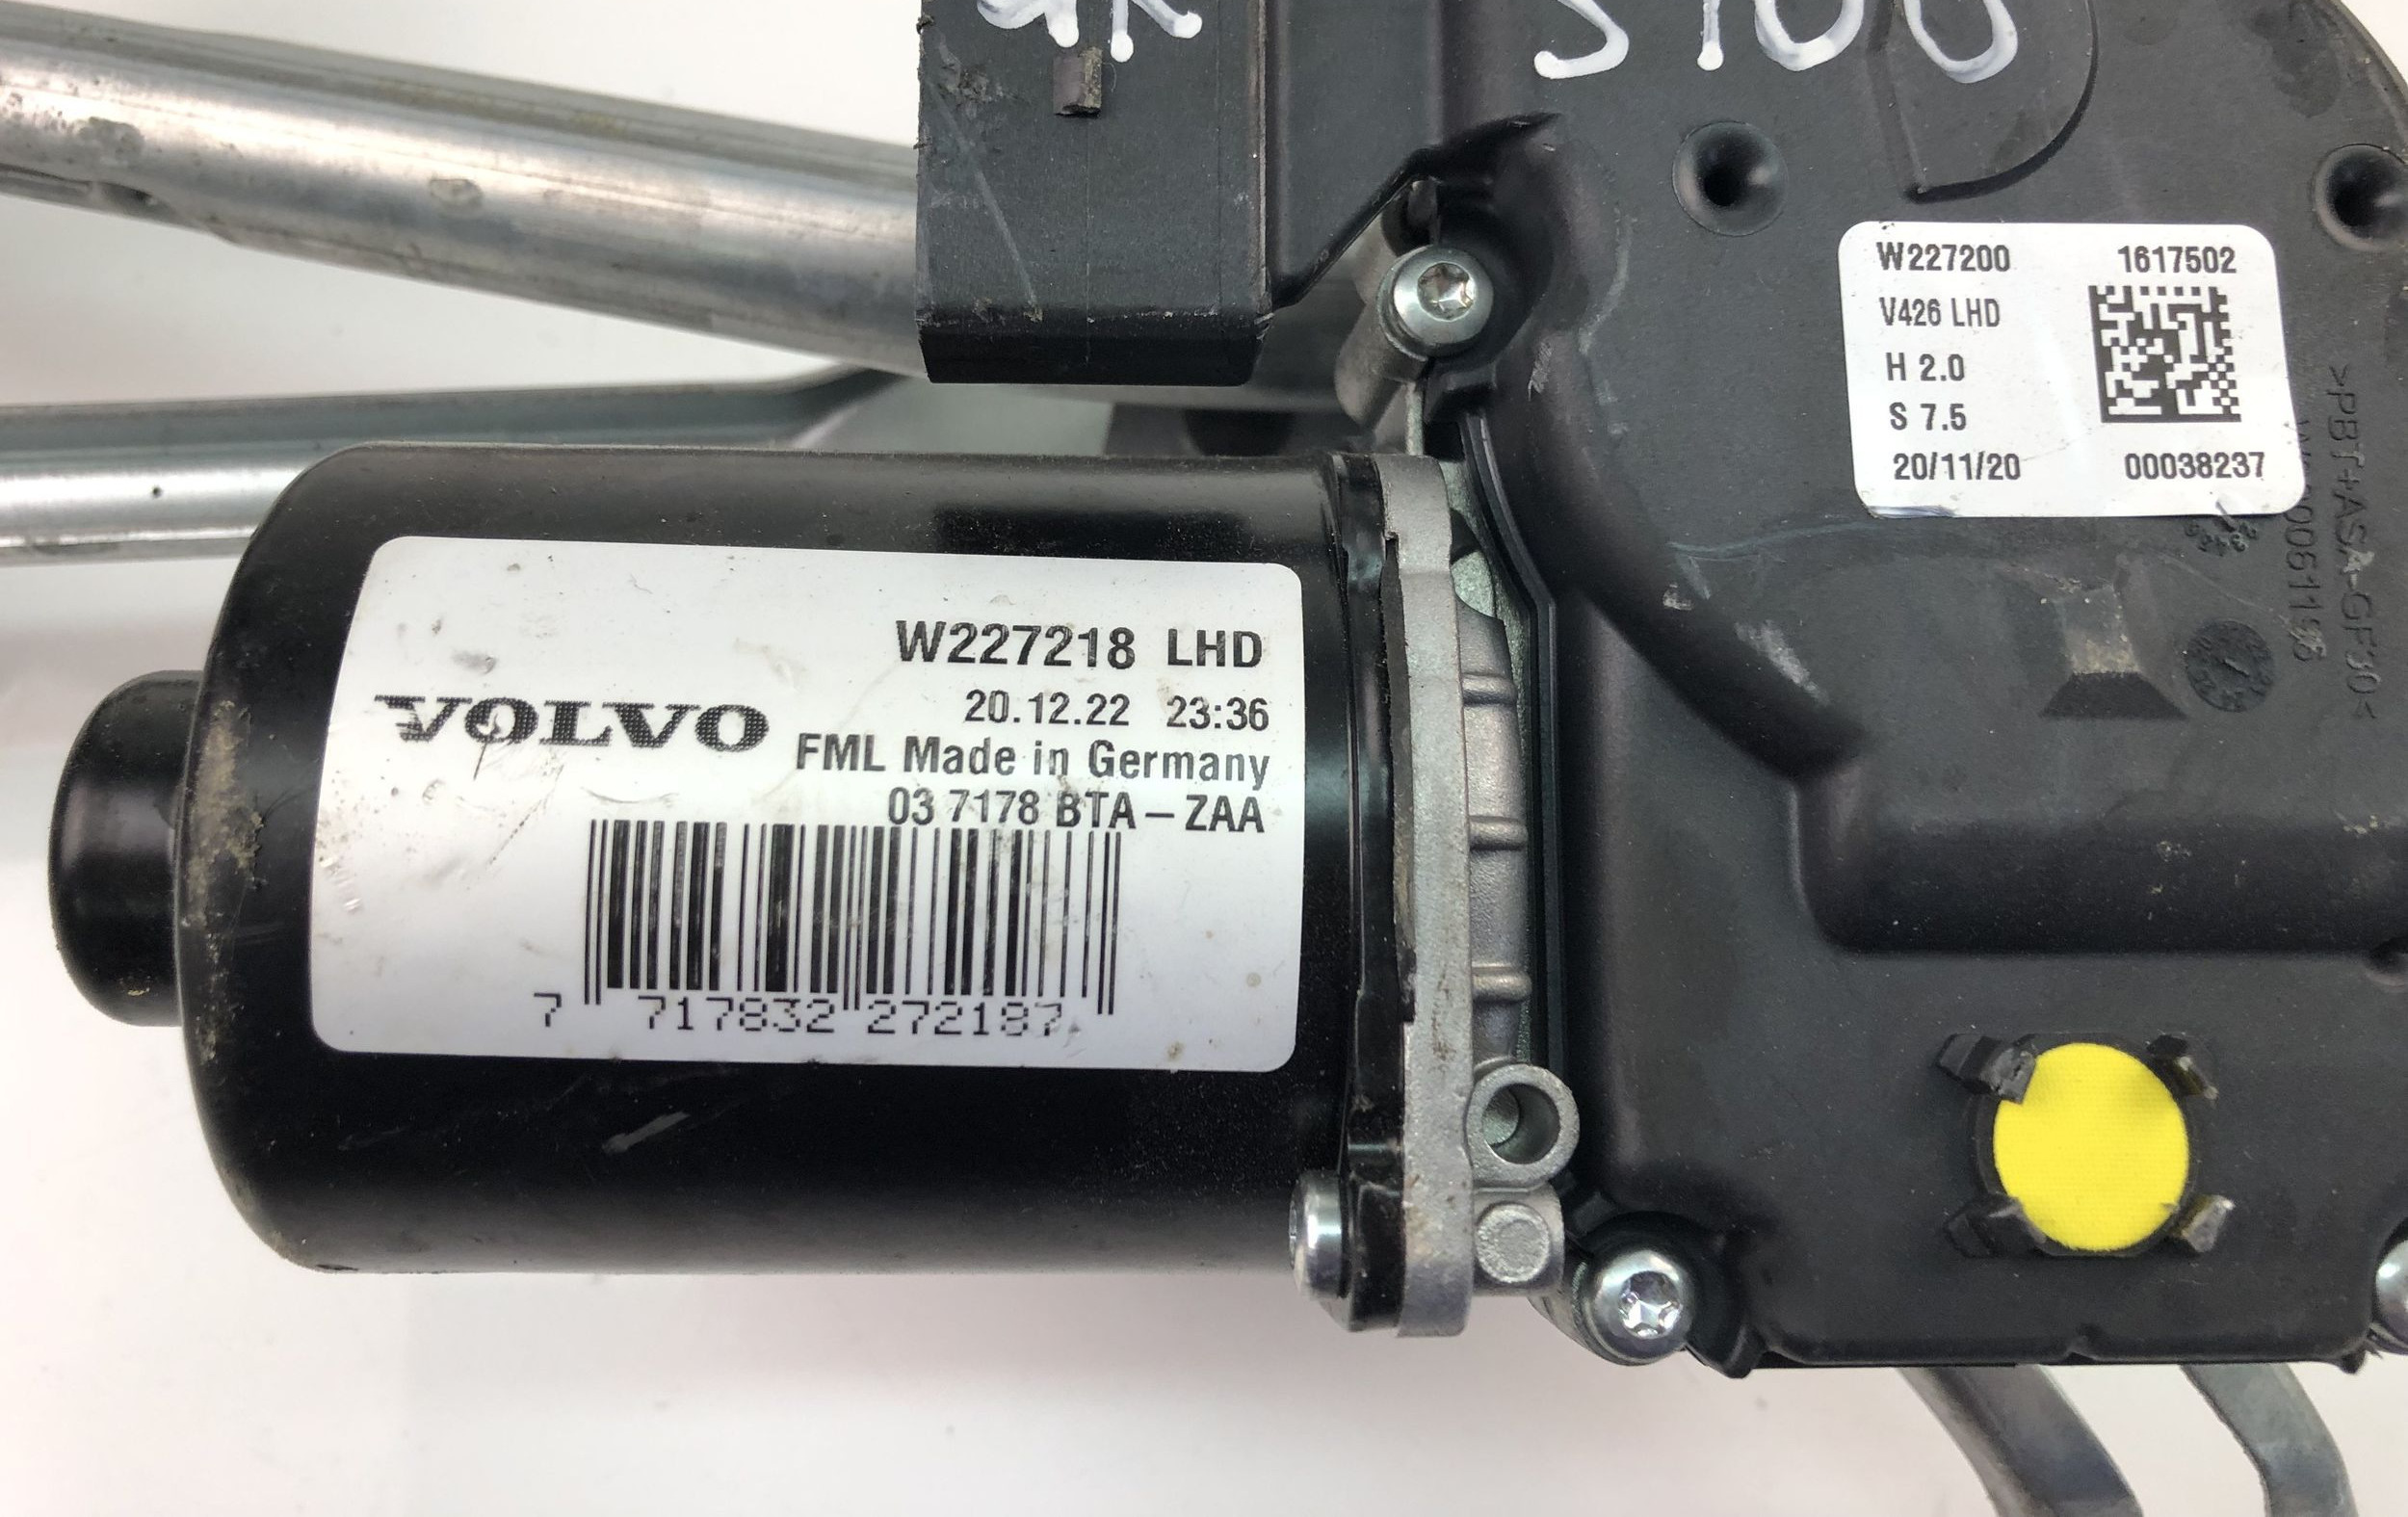 S100
W227200 1617502
V426 LHD
H 2.0
S 7.5
20/11/20 00038237
>PBT+ASA-GF30<
W227218 LHD
VOLVO
20.12.22 23:36
FML Made in Germany
03 7178 BTA – ZAA
7 717832 272187